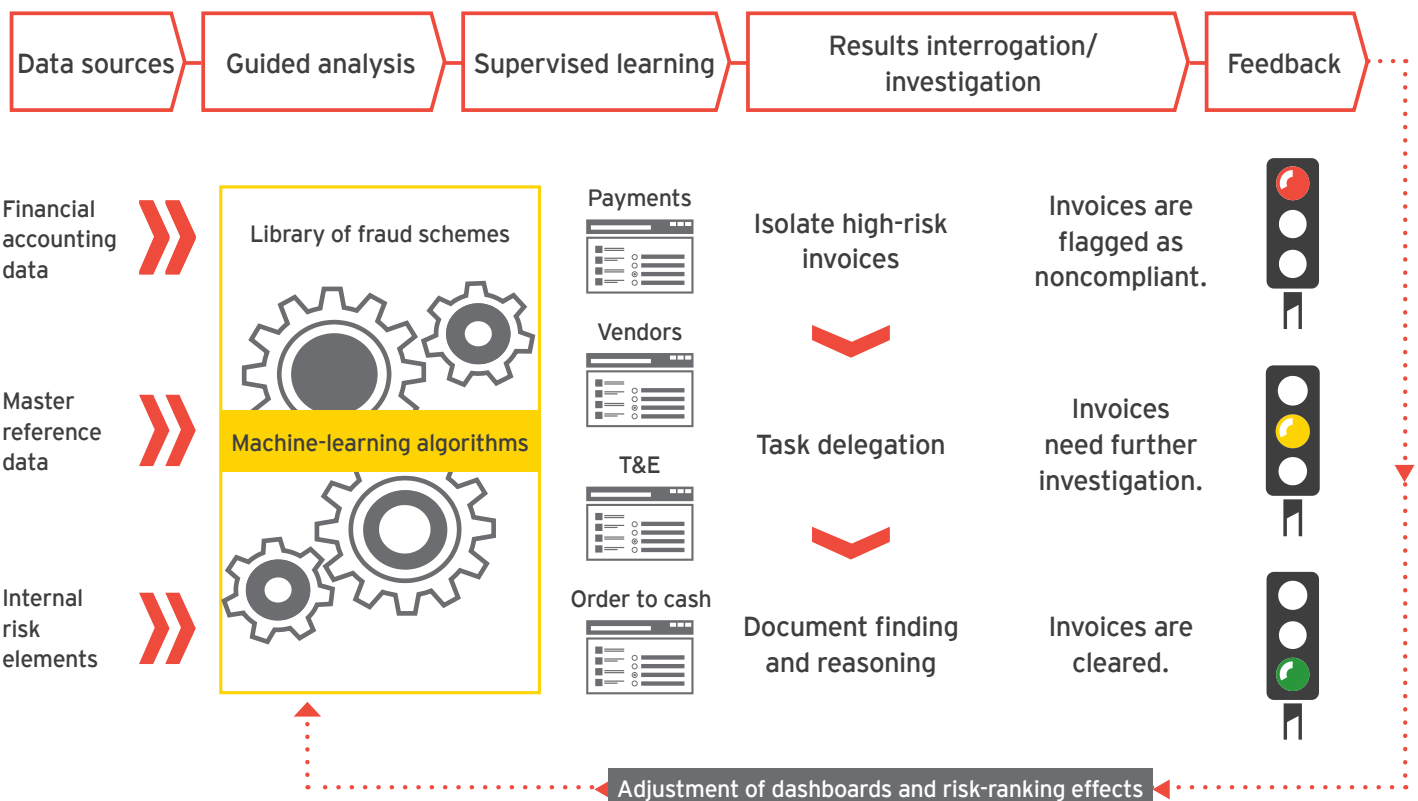 Data sources
Guided analysis
Supervised learning
Results interrogation/
investigation
Feedback
Financial
accounting
data
Master
reference
data
Internal
risk
elements
Library of fraud schemes
Machine-learning algorithms
Payments
Vendors
T&E
Order to cash
Isolate high-risk
invoices
Task delegation
Document finding
and reasoning
Invoices are
flagged as
noncompliant.
Invoices
need further
investigation.
Invoices are
cleared.
Adjustment of dashboards and risk-ranking effects